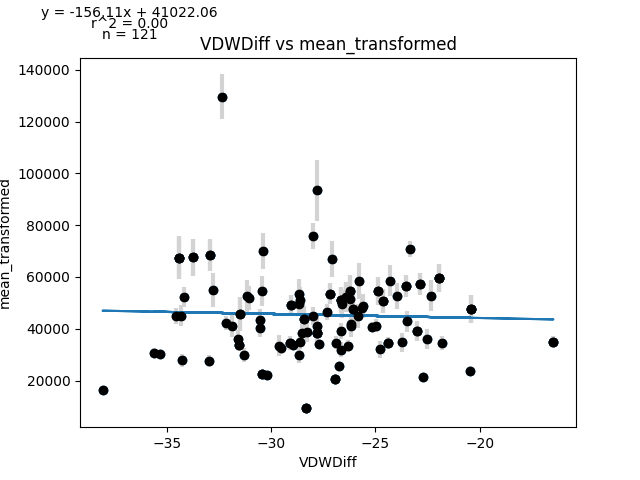 y = -156.11x + 41022.06
r^2 = 0.00
n = 121
VDWDiff vs mean_transformed
140000
120000
100000
80000
60000
40000
20000
mean_transformed
−35 −30 −25 −20
VDWDiff